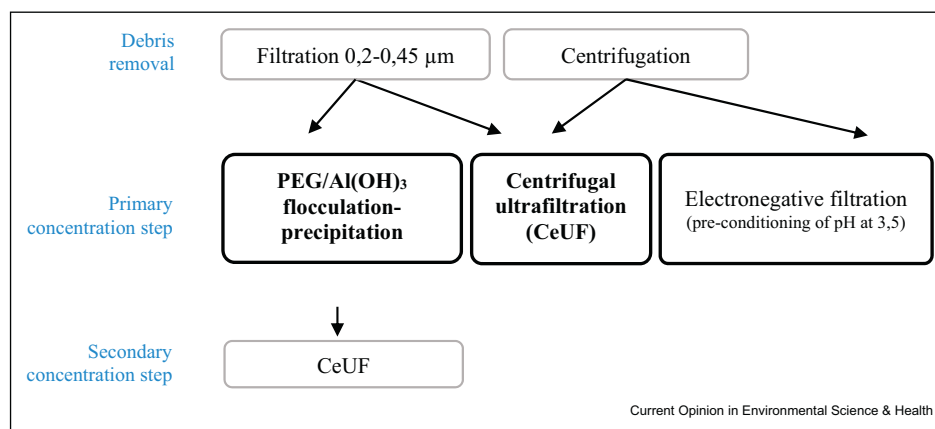 Debris
removal
Filtration 0,2-0,45 µm
Centrifugation
Primary
concentration step
PEG/Al(OH)₃
flocculation-
precipitation
Centrifugal
ultrafiltration
(CeUF)
Electronegative filtration
(pre-conditioning of pH at 3,5)
Secondary
concentration step
CeUF
Current Opinion in Environmental Science & Health